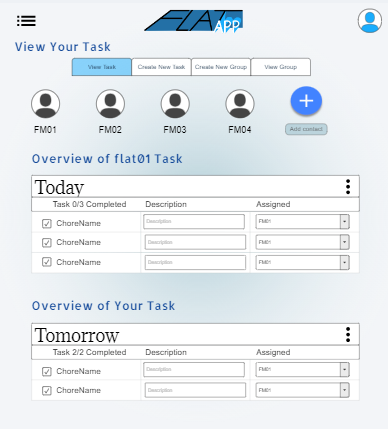 FLAT
APP
View Your Task
View Task Create New Task Create New Group View Group
FM01 FM02 FM03 FM04 Add contact
Overview of flat01 Task
Today
Task 0/3 Completed Description Assigned
ChoreName Description FM01
ChoreName Description FM01
ChoreName Description FM01
Overview of Your Task
Tomorrow
Task 2/2 Completed Description Assigned
ChoreName Description FM01
ChoreName Description FM01